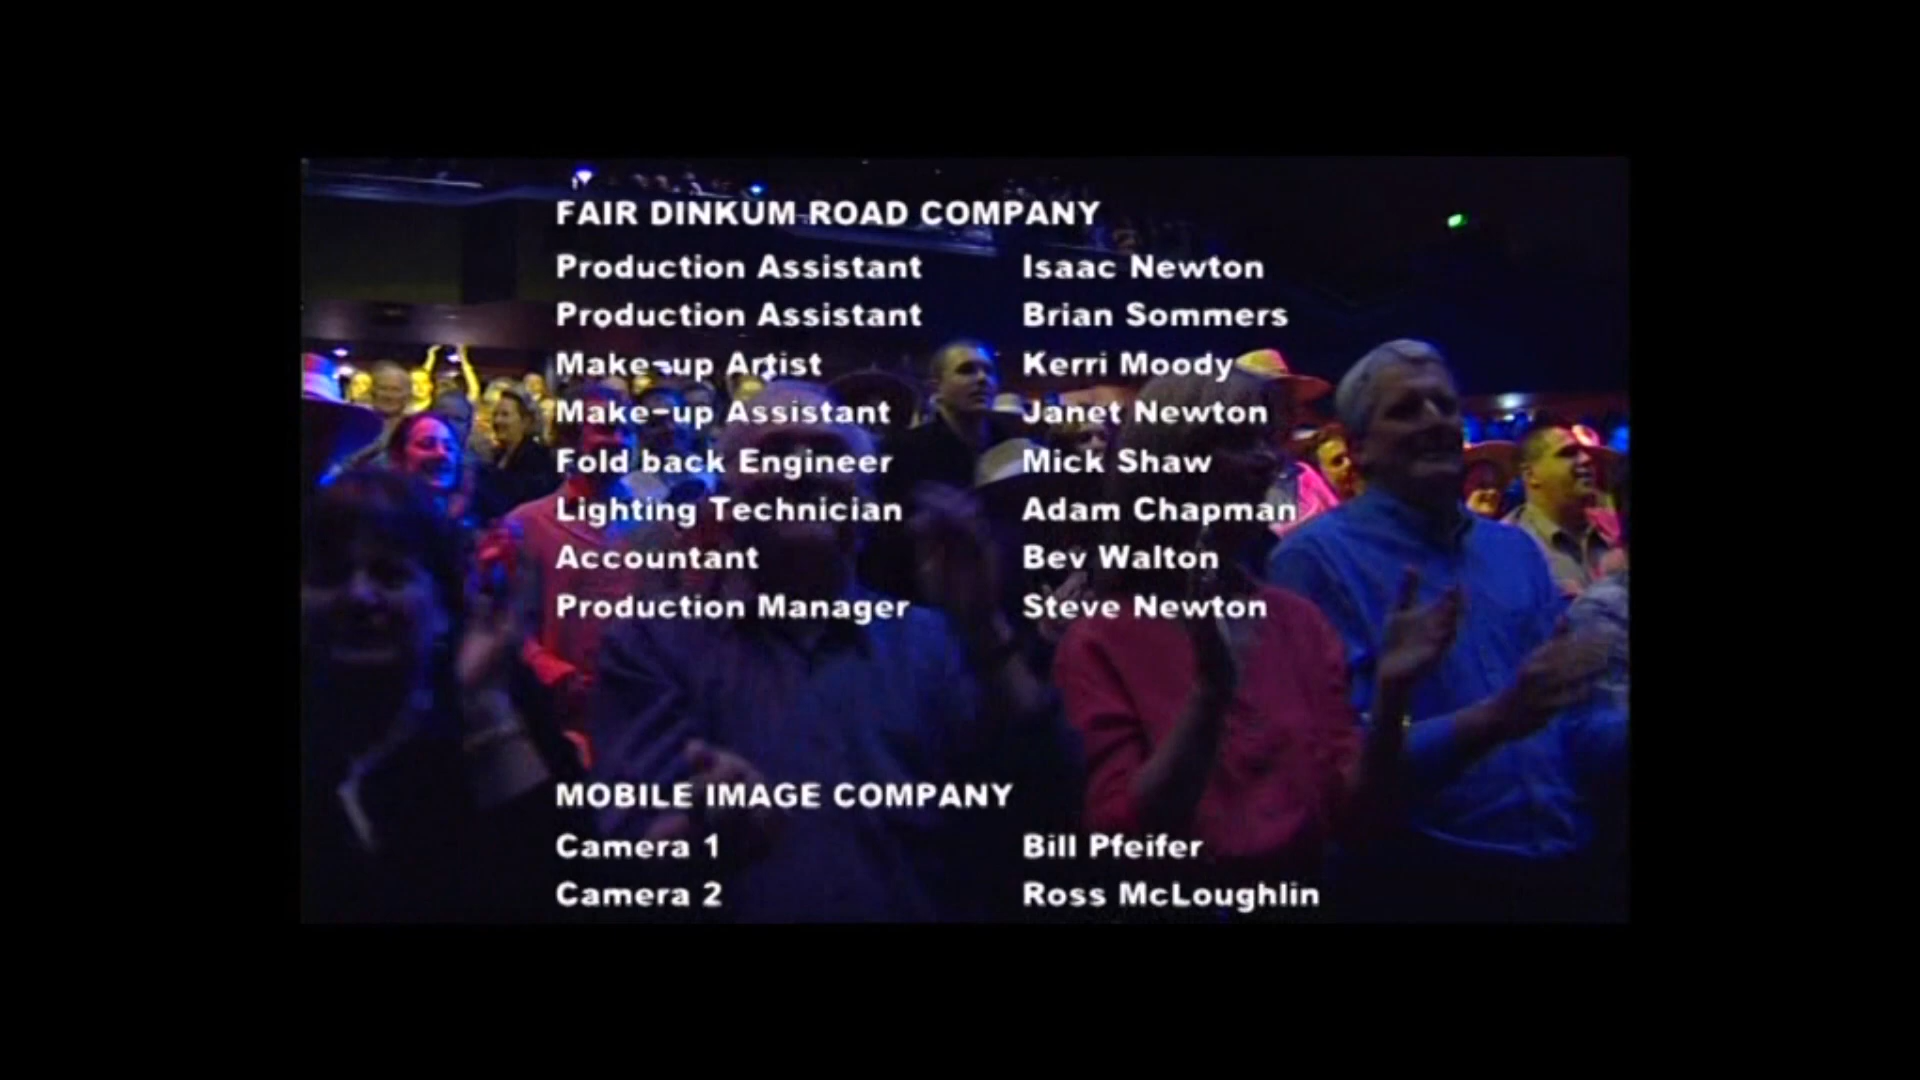 FAIR DINKUM ROAD COMPANY
Production Assistant Isaac Newton
Production Assistant Brian Sommers
Make-up Artist Kerri Moody
Make-up Assistant Janet Newton
Fold back Engineer Mick Shaw
Lighting Technician Adam Chapman
Accountant Bev Walton
Production Manager Steve Newton
MOBILE IMAGE COMPANY
Camera 1 Bill Pfeifer
Camera 2 Ross McLoughlin